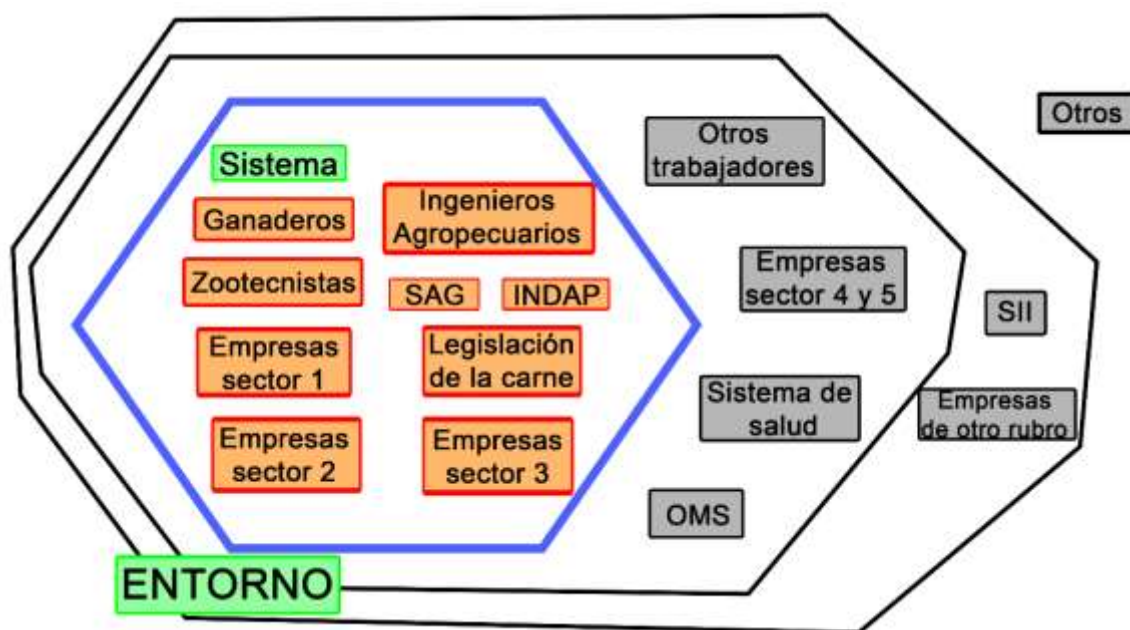 Sistema
Ganaderos
Zootecnistas
Empresas
sector 1
Empresas
sector 2
Ingenieros
Agropecuarios
SAG
INDAP
Legislación
de la carne
Empresas
sector 3
Otros
trabajadores
Empresas
sector 4 y 5
Sistema de
salud
OMS
SII
Empresas
de otro rubro
Otros
ENTORNO